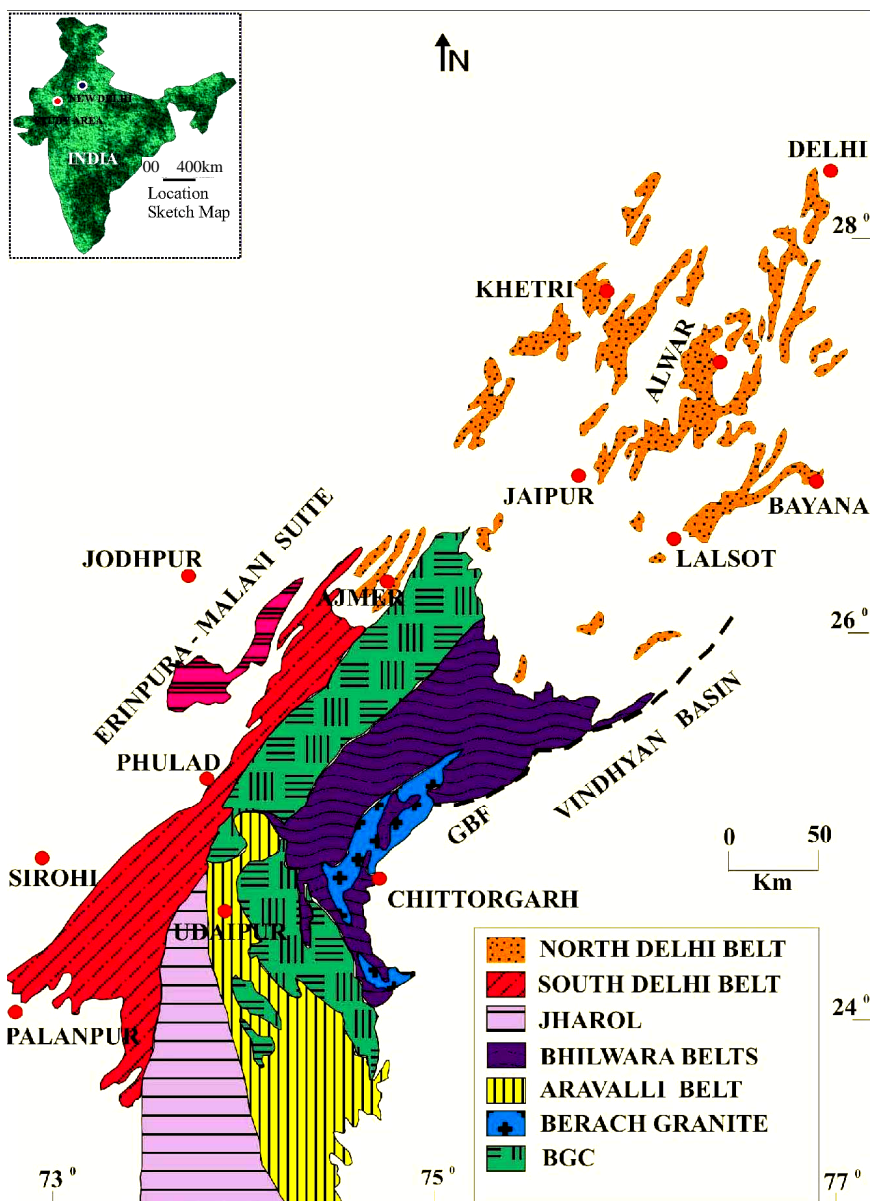 N
NEW DELHI
STUDY AREA
INDIA
00 400km
Location
Sketch Map
DELHI
28⁰
KHETRI
ALWAR
JAIPUR
BAYANA
LALSOT
JODHPUR
ERINPURA - MALANI SUITE
AJMER
26⁰
PHULAD
GBF
VINDHYAN BASIN
0 50
Km
SIROHI
CHITTORGARH
UDAIPUR
PALANPUR
NORTH DELHI BELT
SOUTH DELHI BELT
JHAROL
BHILWARA BELTS
ARAVALLI BELT
BERACH GRANITE
BGC
24⁰
73⁰
75⁰
77⁰